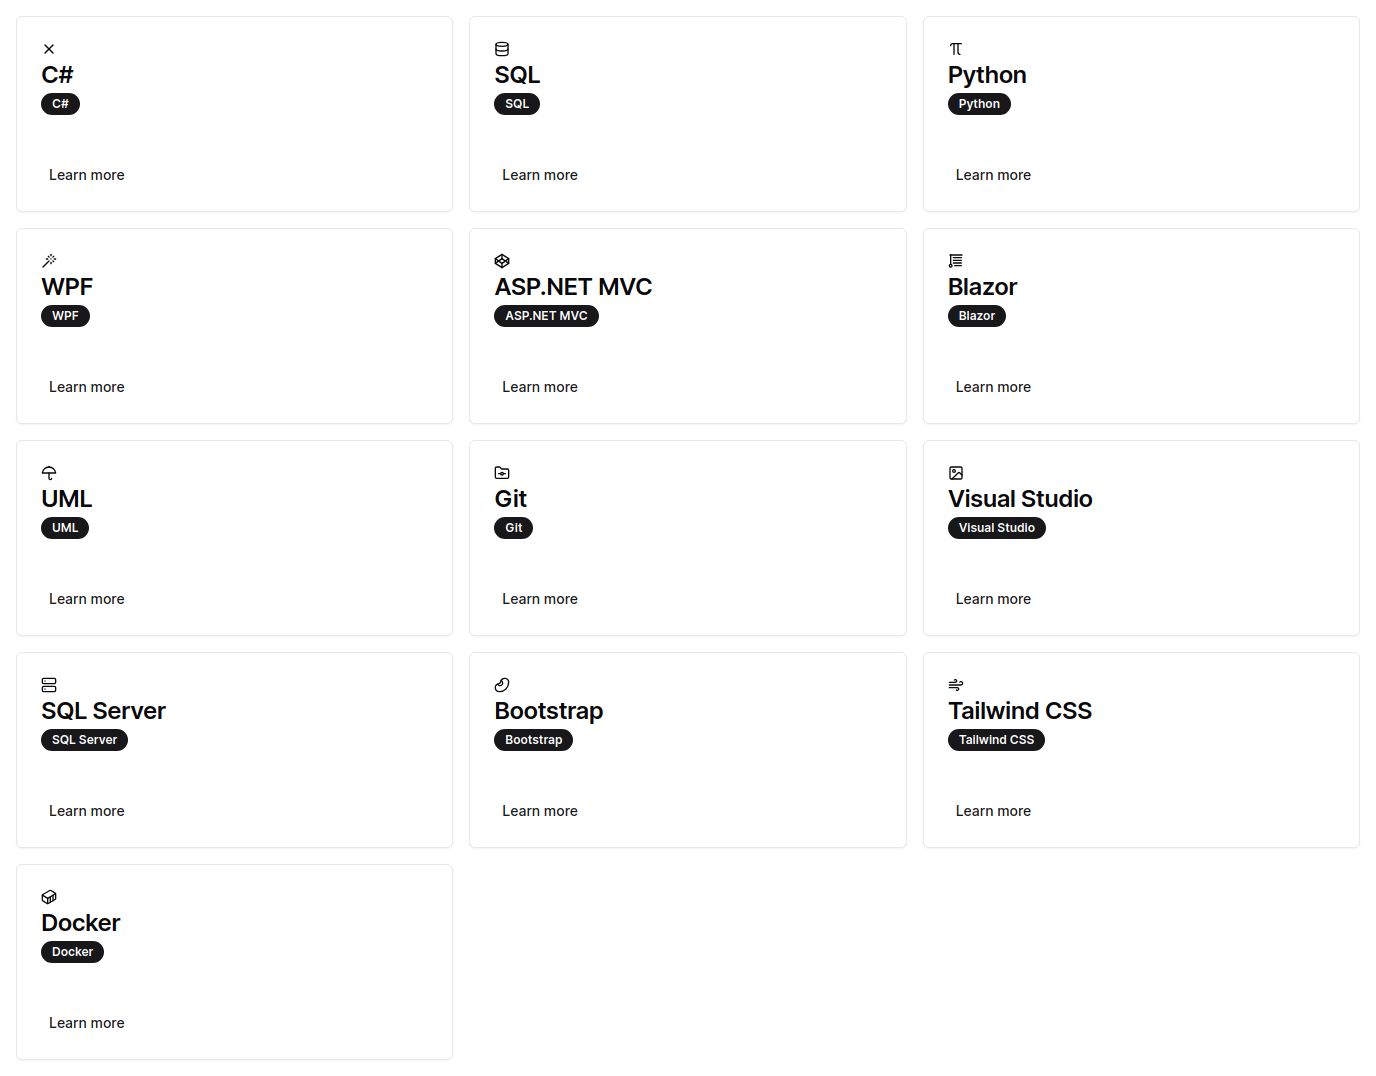 C#
C#
Learn more
SQL
SQL
Learn more
Python
Python
Learn more
WPF
WPF
Learn more
ASP.NET MVC
ASP.NET MVC
Learn more
Blazor
Blazor
Learn more
UML
UML
Learn more
Git
Git
Learn more
Visual Studio
Visual Studio
Learn more
SQL Server
SQL Server
Learn more
Bootstrap
Bootstrap
Learn more
Tailwind CSS
Tailwind CSS
Learn more
Docker
Docker
Learn more